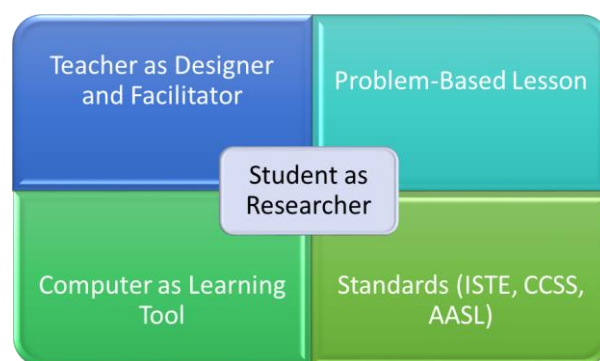 Teacher as Designer
and Facilitator
Problem-Based Lesson
Student as
Researcher
Computer as Learning
Tool
Standards (ISTE, CCSS,
AASL)